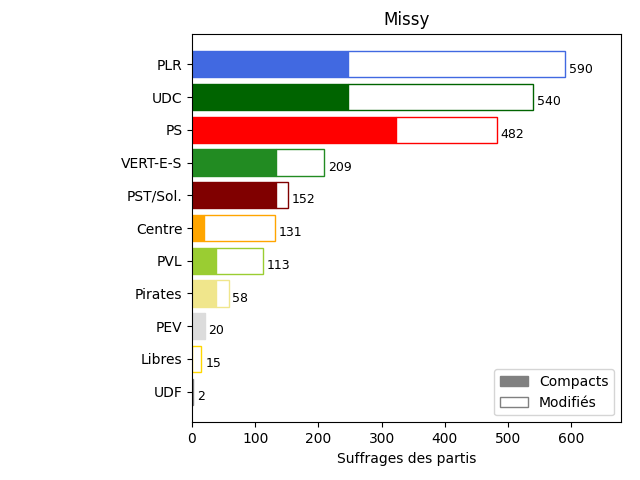 Missy
PLR 590
UDC 540
PS 482
VERT-E-S 209
PST/Sol. 152
Centre 131
PVL 113
Pirates 58
PEV 20
Libres 15
UDF 2
Compacts
Modifiés
0 100 200 300 400 500 600
Suffrages des partis